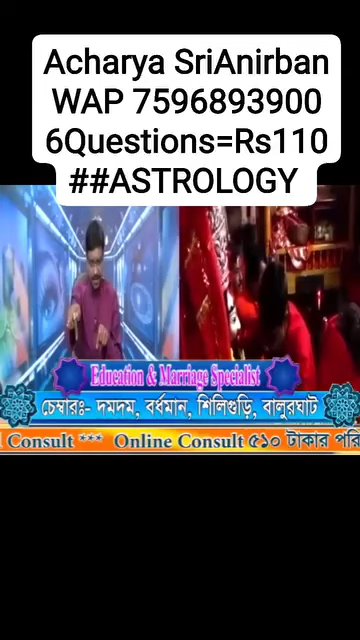 Acharya SriAnirban
WAP 7596893900
6Questions=Rs110
##ASTROLOGY
Education & Marriage Specialist
চেম্বারঃ- দমদম, বর্ধমান, শিলিগুড়ি, বালুরঘাট
Consult *** Online Consult ৫১০ টাকার